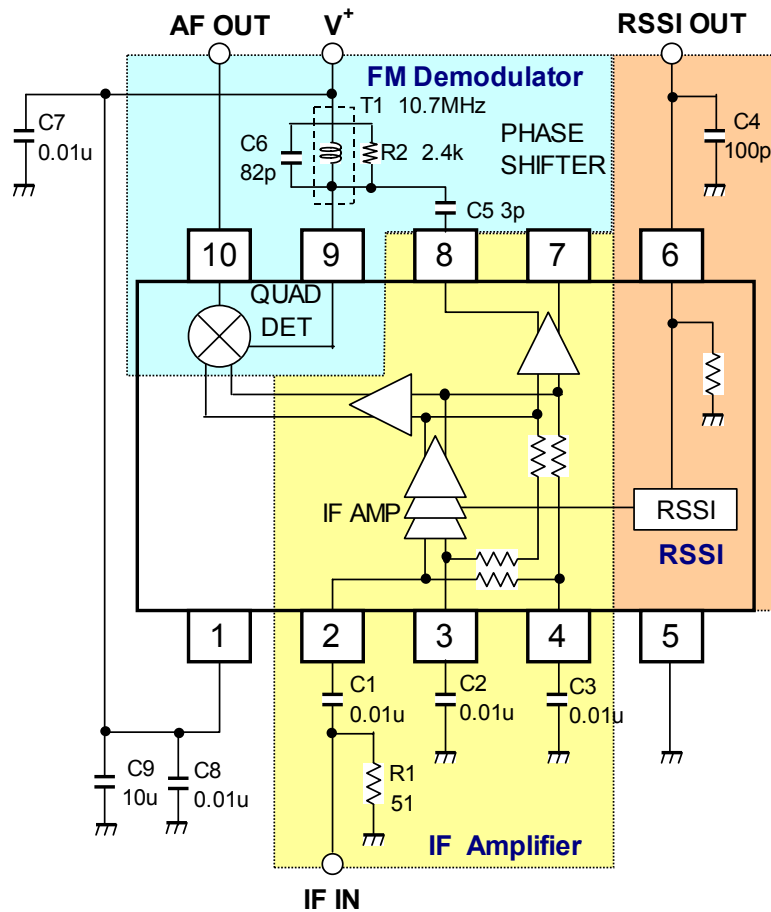 AF OUT
V+
RSSI OUT
FM Demodulator
T1 10.7MHz
C7
0.01u
C6
82p
R2 2.4k
PHASE
SHIFTER
C4
100p
C5 3p
10
9
8
7
6
QUAD
DET
IF AMP
RSSI
RSSI
1
2
3
4
5
C1
0.01u
C2
0.01u
C3
0.01u
C9
10u
C8
0.01u
R1
51
IF Amplifier
IF IN